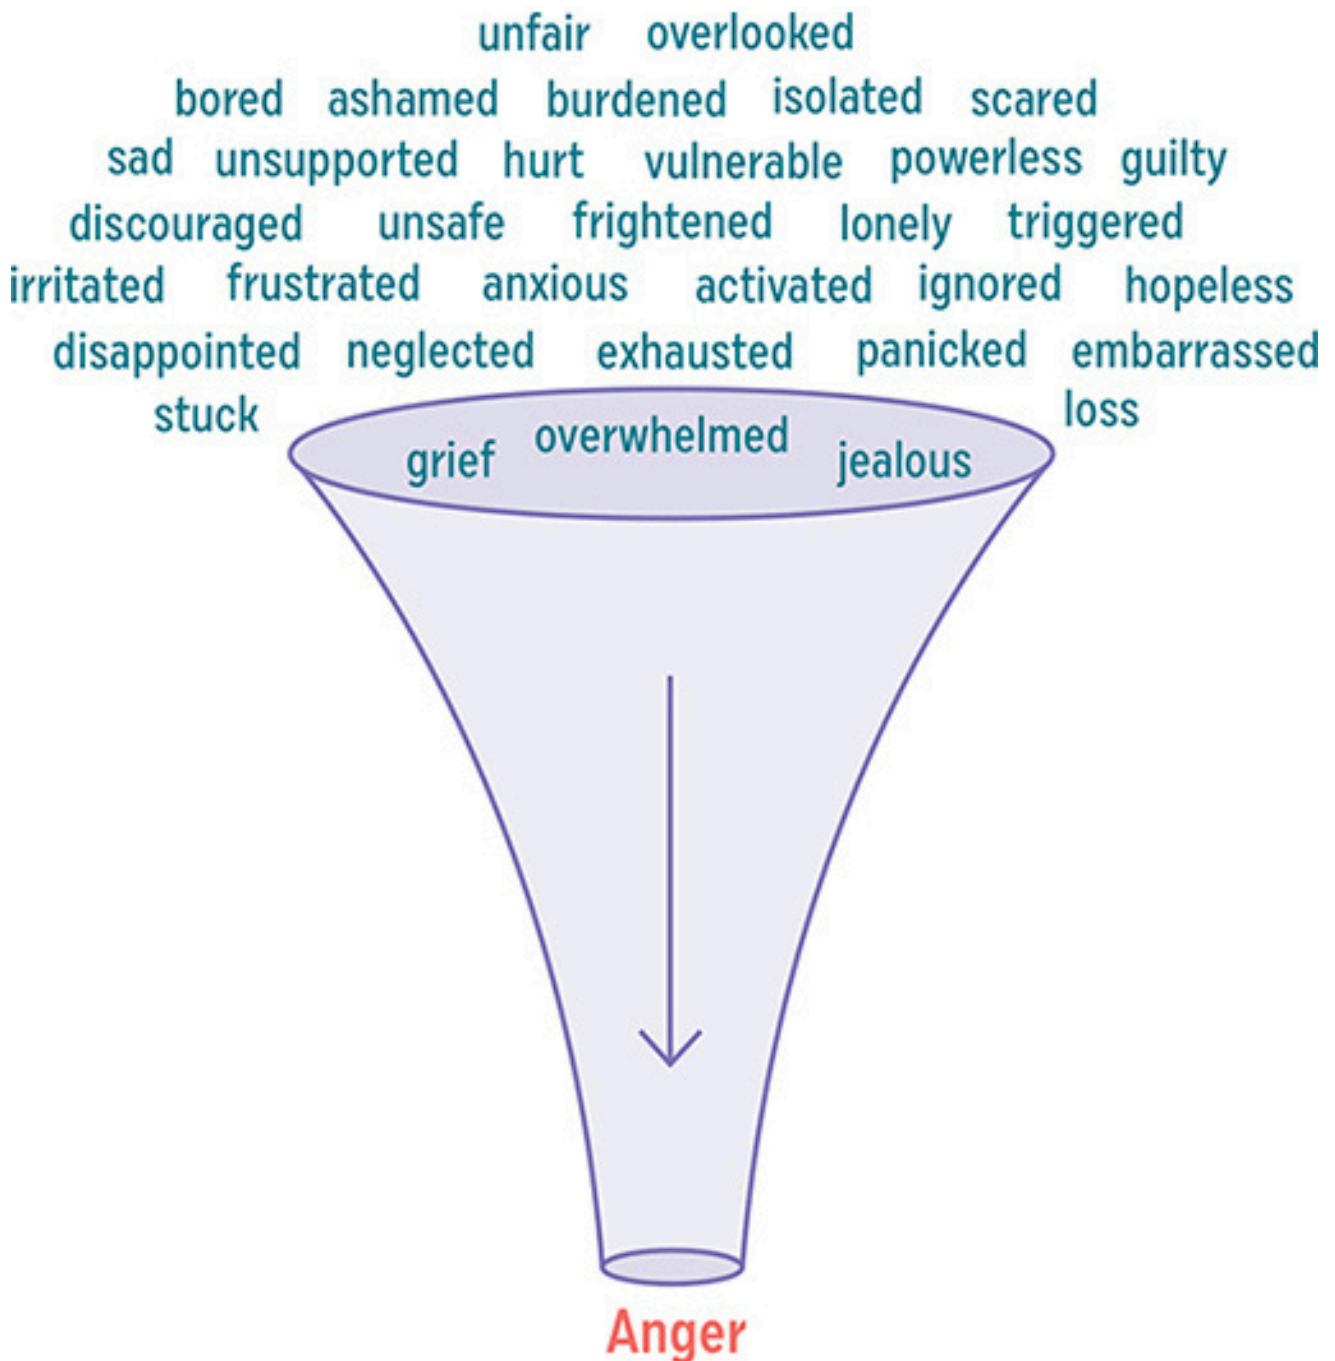 unfair overlooked
bored ashamed burdened isolated scared
sad unsupported hurt vulnerable powerless guilty
discouraged unsafe frightened lonely triggered
irritated frustrated anxious activated ignored hopeless
disappointed neglected exhausted panicked embarrassed
stuck loss
grief overwhelmed jealous
Anger